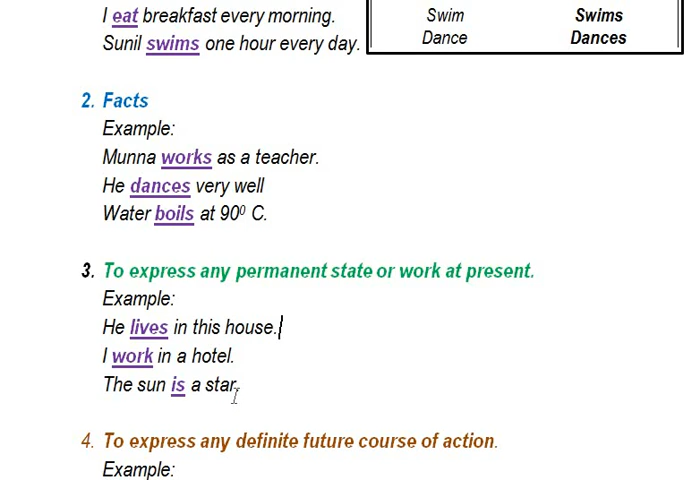 I eat breakfast every morning.
Sunil swims one hour every day.
Swim Swims
Dance Dances
2. Facts
Example:
Munna works as a teacher.
He dances very well
Water boils at 90⁰ C.
3. To express any permanent state or work at present.
Example:
He lives in this house.
I work in a hotel.
The sun is a star.
4. To express any definite future course of action.
Example: